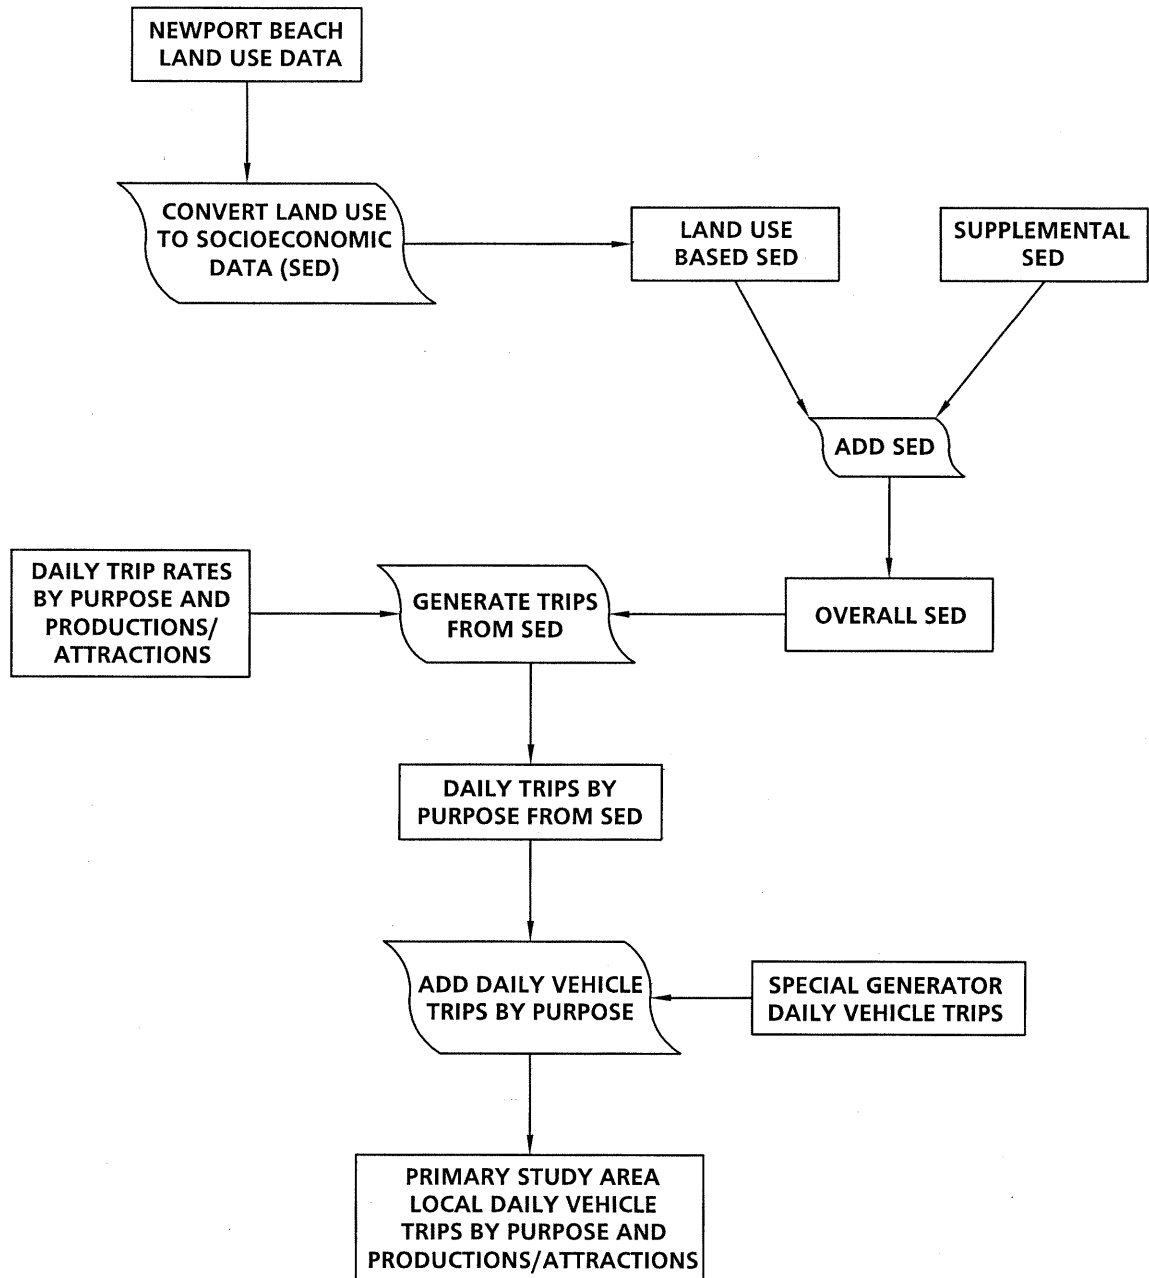 NEWPORT BEACH
LAND USE DATA
CONVERT LAND USE
TO SOCIOECONOMIC
DATA (SED)
LAND USE
BASED SED
SUPPLEMENTAL
SED
ADD SED
DAILY TRIP RATES
BY PURPOSE AND
PRODUCTIONS/
ATTRACTIONS
GENERATE TRIPS
FROM SED
OVERALL SED
DAILY TRIPS BY
PURPOSE FROM SED
ADD DAILY VEHICLE
TRIPS BY PURPOSE
SPECIAL GENERATOR
DAILY VEHICLE TRIPS
PRIMARY STUDY AREA
LOCAL DAILY VEHICLE
TRIPS BY PURPOSE AND
PRODUCTIONS/ATTRACTIONS